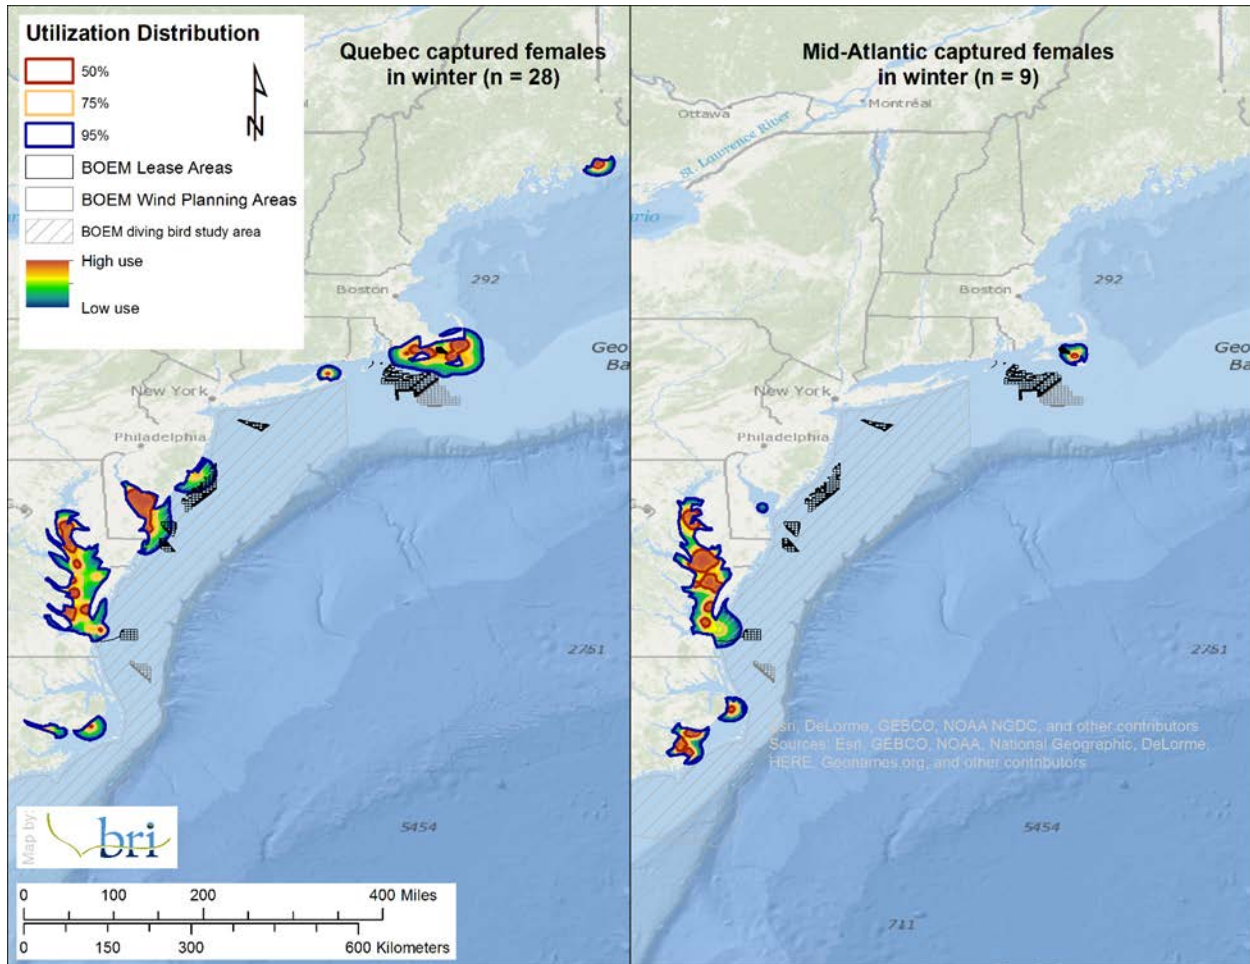 Utilization Distribution
50%
75%
95%
N
BOEM Lease Areas
BOEM Wind Planning Areas
BOEM diving bird study area
High use
Low use
Quebec captured females
in winter (n = 28)
292
Boston
Geo
Ba
New York
Philadelphia
2751
5454
Map by:
bri
0 100 200 400 Miles
0 150 300 600 Kilometers
Mid-Atlantic captured females
in winter (n = 9)
Ottawa
Montréal
St. Lawrence River
ario
292
Boston
Geo
Ba
New York
Philadelphia
2751
Esri, DeLorme, GEBCO, NOAA NGDC, and other contributors
Sources: Esri, GEBCO, NOAA, National Geographic, DeLorme,
HERE, Geonames.org, and other contributors
5454
711